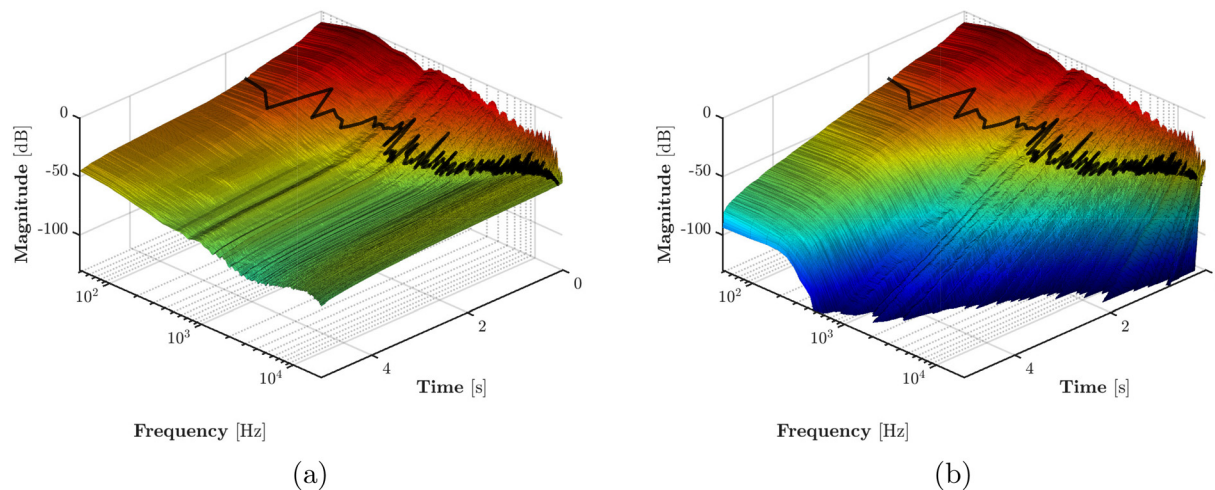 0
-50
-100
Magnitude [dB]
10²
10³
10⁴
Frequency [Hz]
0
2
4
Time [s]
(a)
0
-50
-100
Magnitude [dB]
10²
10³
10⁴
Frequency [Hz]
2
4
Time [s]
(b)